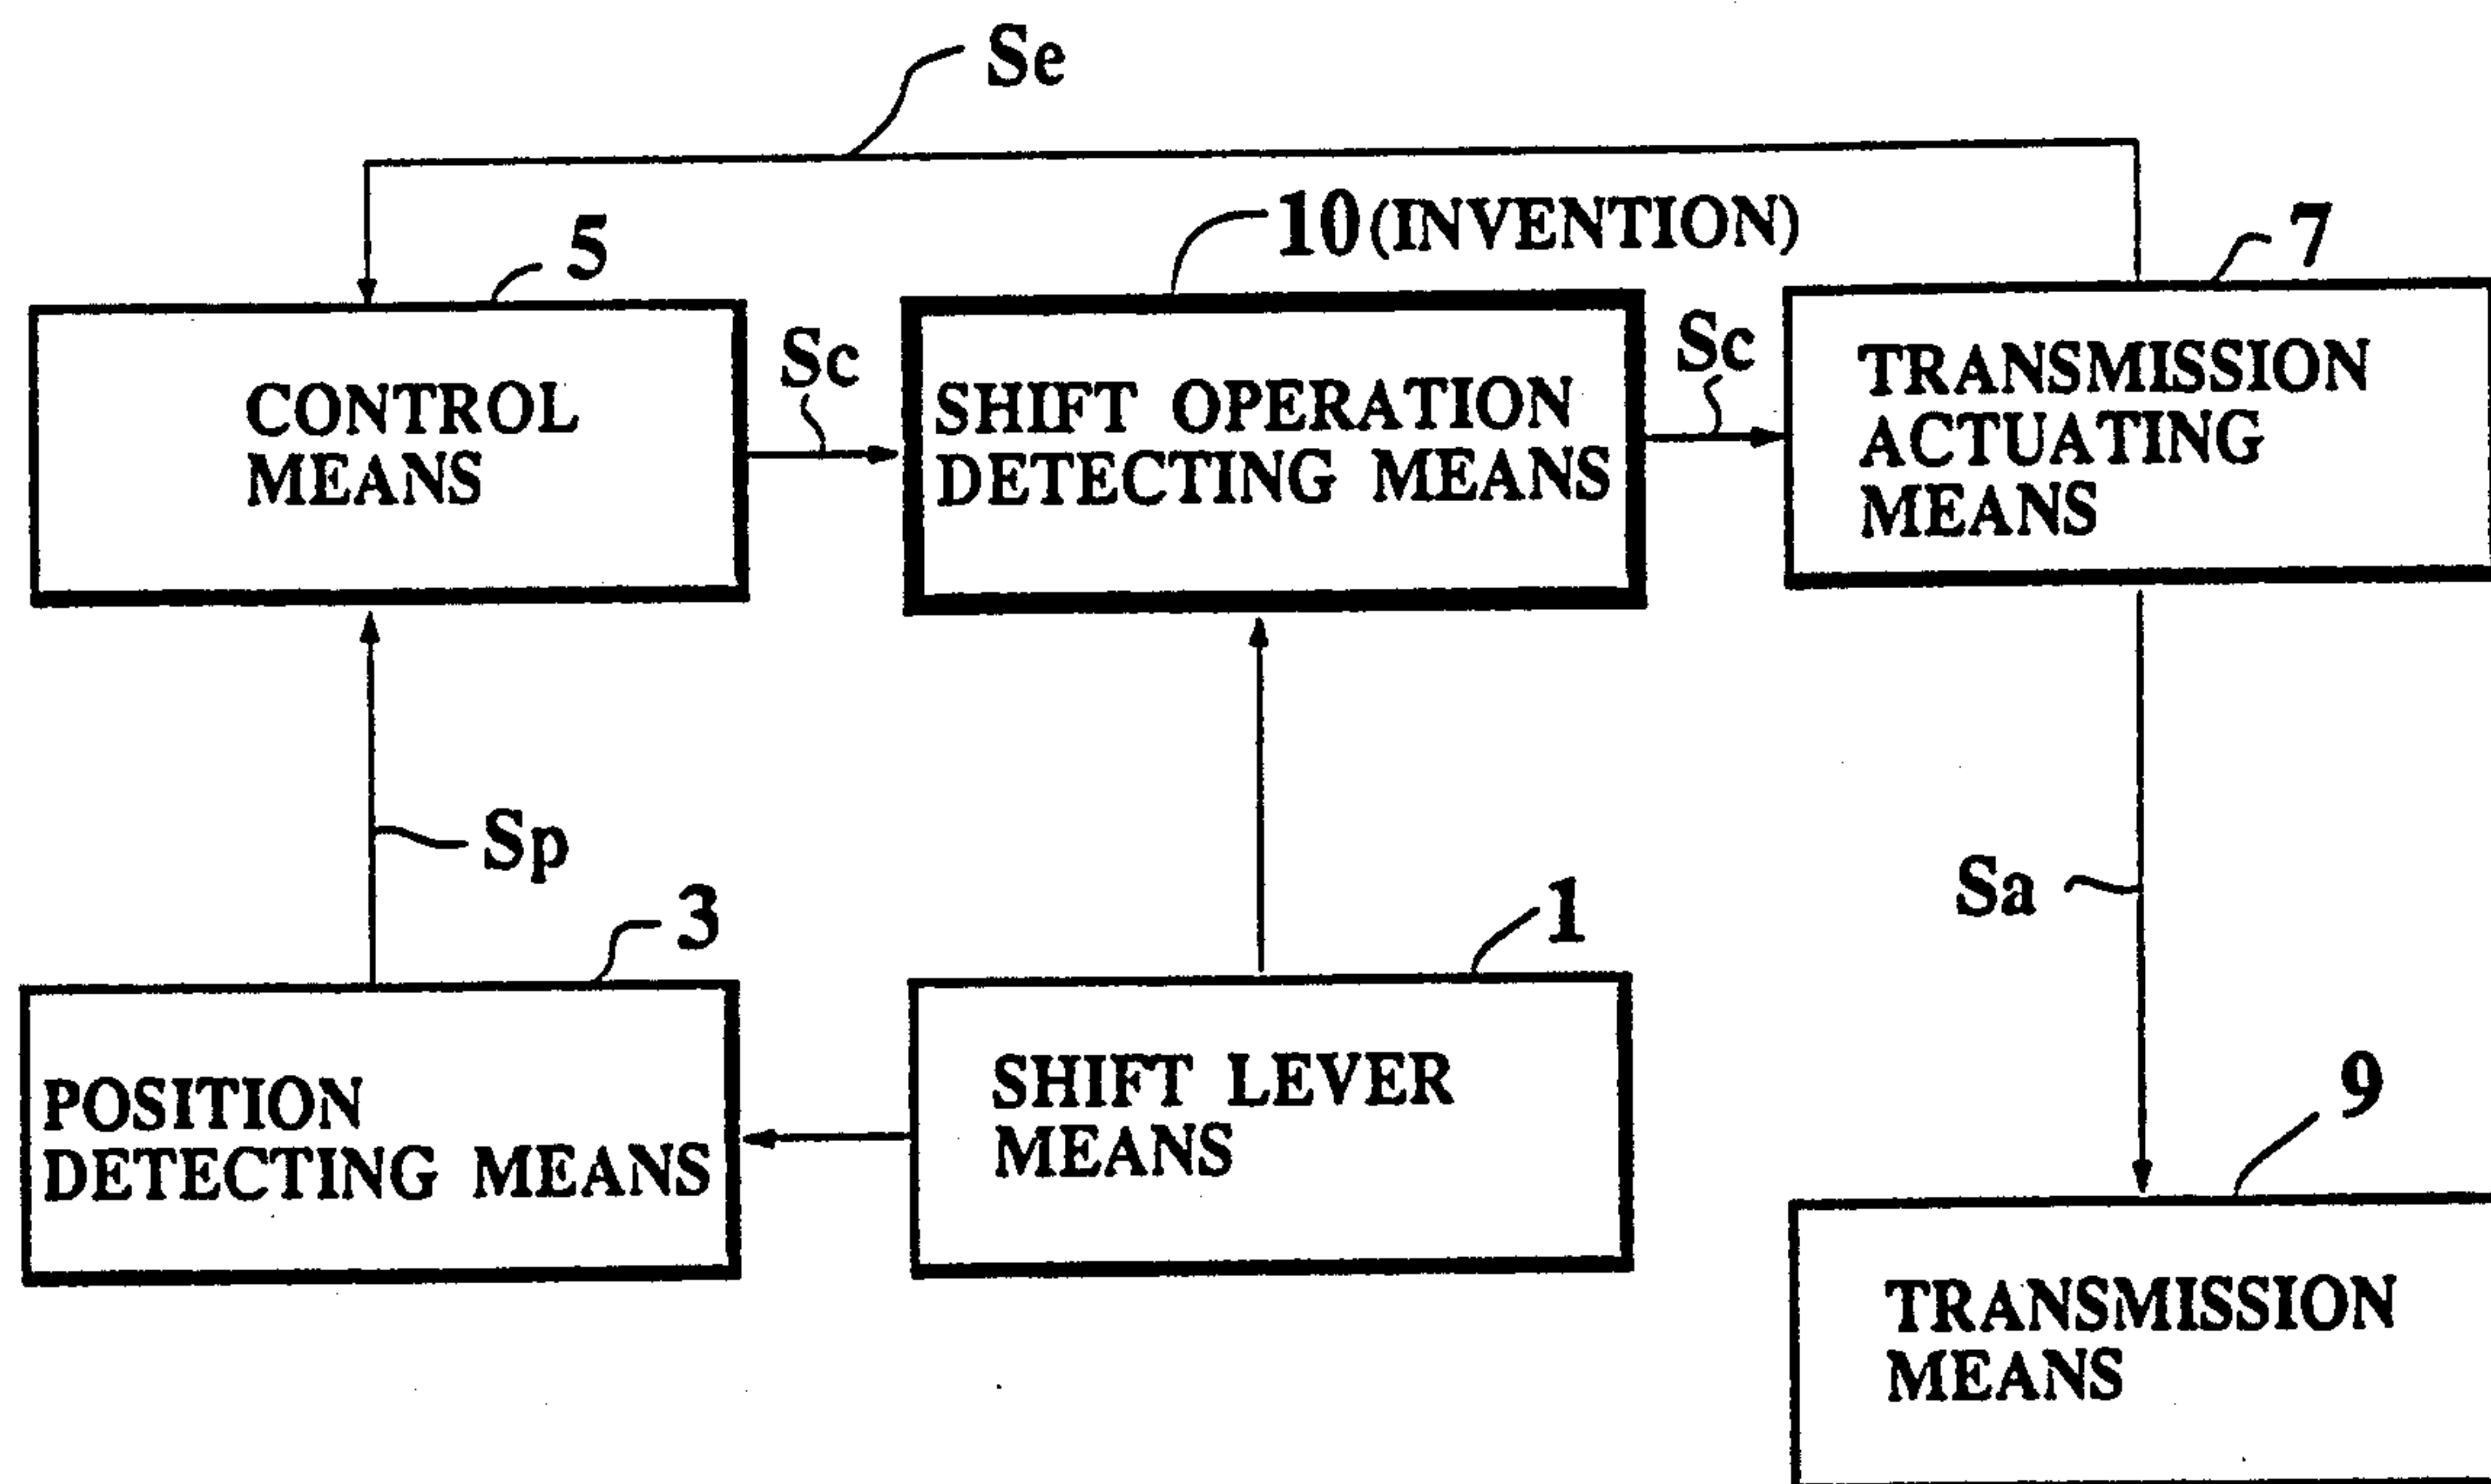 Se
10 (INVENTION)
5
7
Sc
Sc
CONTROL
MEANS
SHIFT OPERATION
DETECTING MEANS
TRANSMISSION
ACTUATING
MEANS
Sp
Sa
3
1
9
POSITION
DETECTING MEANS
SHIFT LEVER
MEANS
TRANSMISSION
MEANS